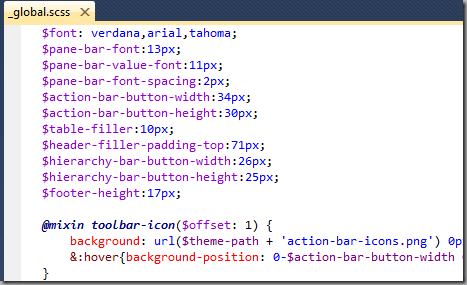 _global.scss
$font: verdana,arial,tahoma;
$pane-bar-font:13px;
$pane-bar-value-font:11px;
$pane-bar-font-spacing:2px;
$action-bar-button-width:34px;
$action-bar-button-height:30px;
$table-filler:10px;
$header-filler-padding-top:71px;
$hierarchy-bar-button-width:26px;
$hierarchy-bar-button-height:25px;
$footer-height:17px;
@mixin toolbar-icon($offset: 1) {
background: url($theme-path + 'action-bar-icons.png') 0p
&:hover{background-position: 0-$action-bar-button-width
}